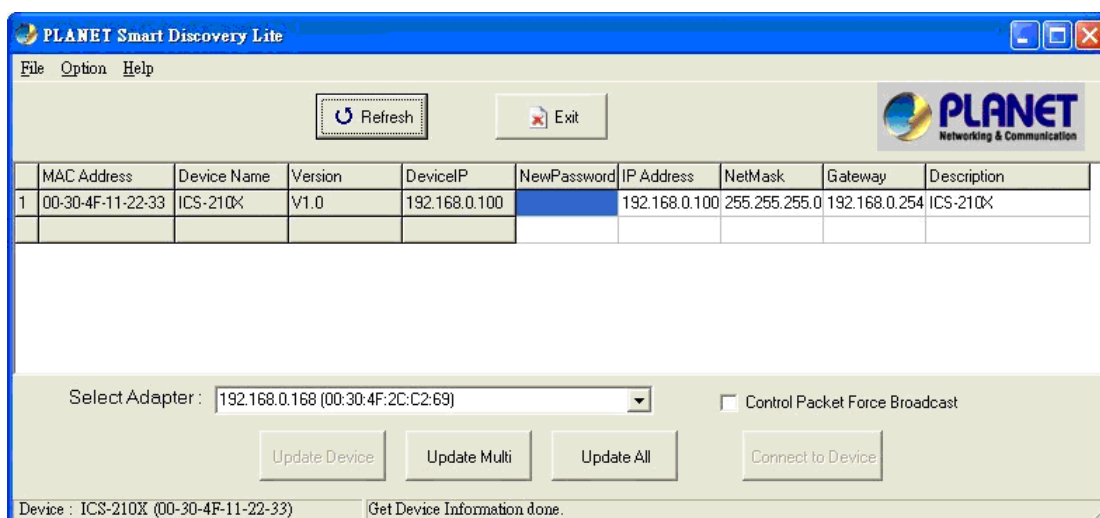 PLANET Smart Discovery Lite
File Option Help
Refresh Exit
PLANET
Networking & Communication
MAC Address Device Name Version DeviceIP NewPassword IP Address NetMask Gateway Description
1 00-30-4F-11-22-33 ICS-210X V1.0 192.168.0.100 192.168.0.100 255.255.255.0 192.168.0.254 ICS-210X
Select Adapter : 192.168.0.168 (00:30:4F:2C:C2:69) Control Packet Force Broadcast
Update Device Update Multi Update All Connect to Device
Device : ICS-210X (00-30-4F-11-22-33) Get Device Information done.